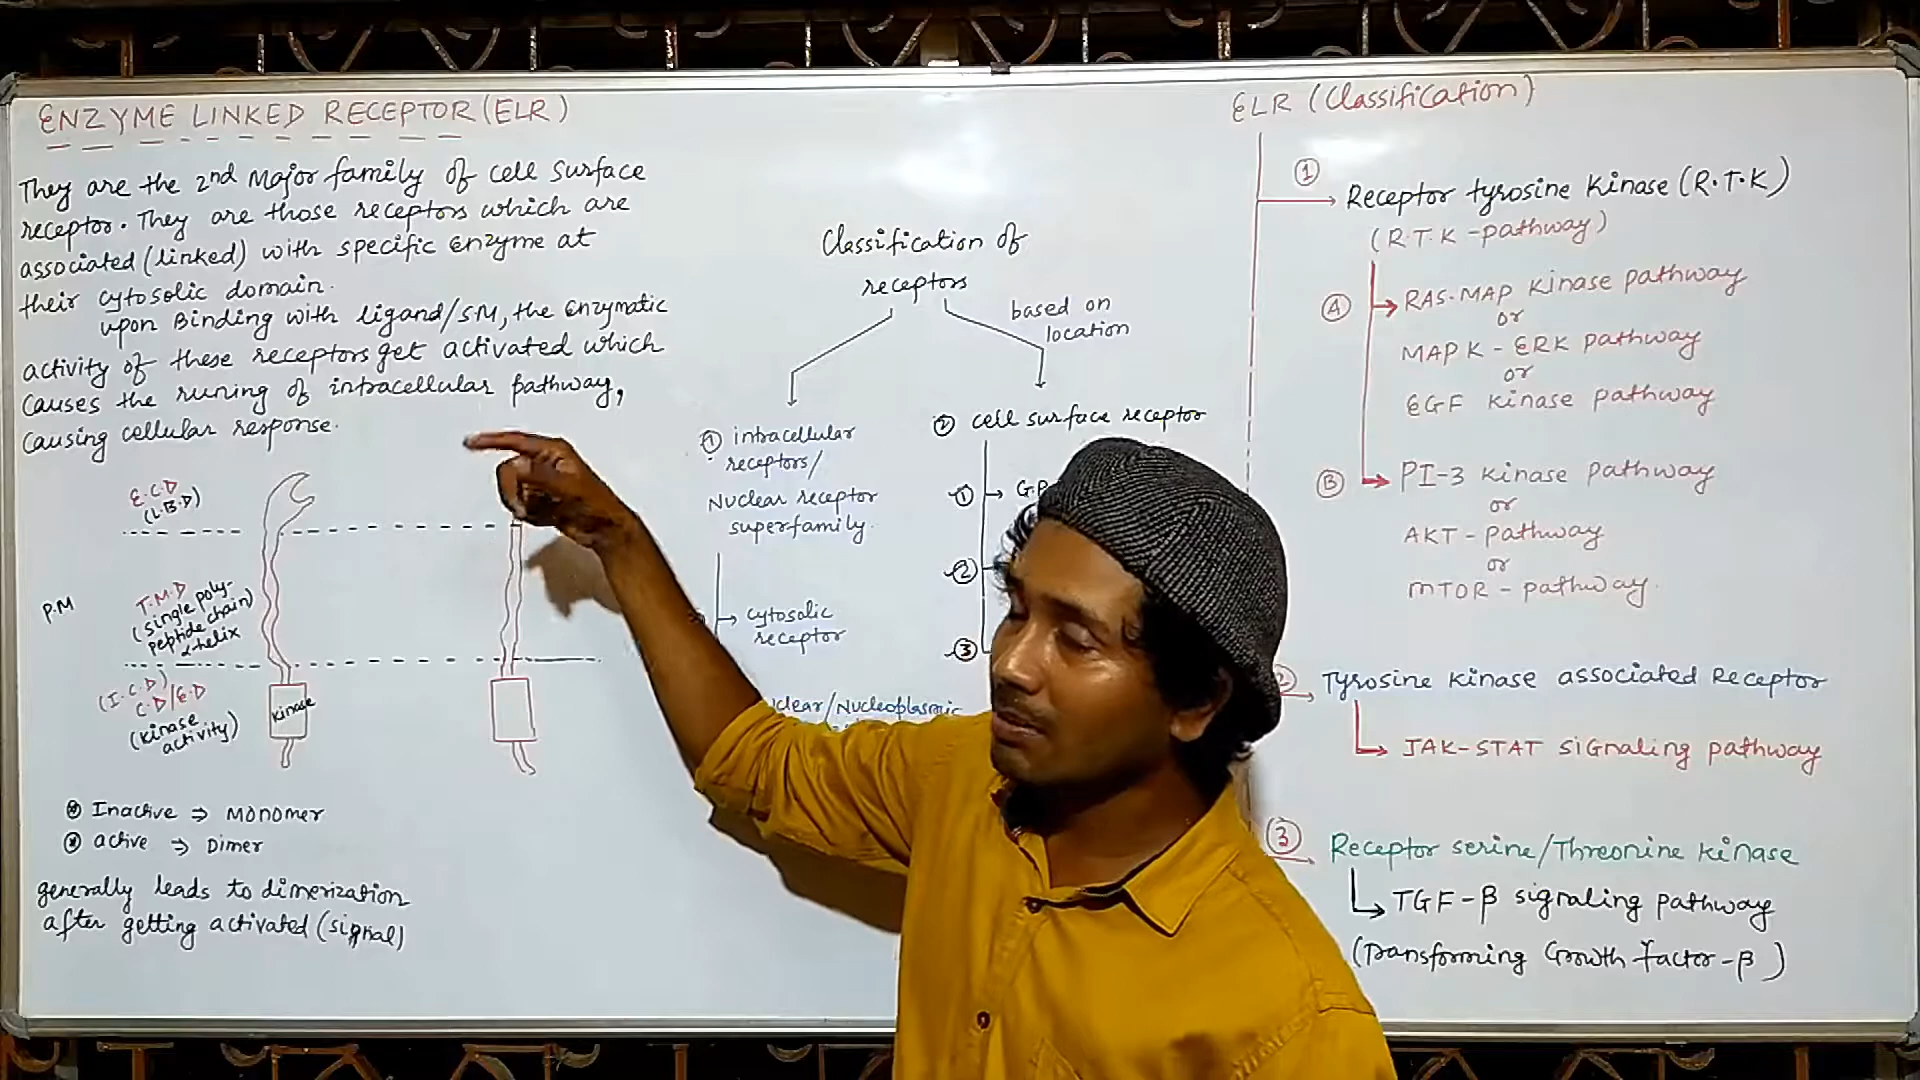 ENZYME LINKED RECEPTOR (ELR)
They are the 2nd Major family of cell surface
receptor. They are those receptors which are
associated (linked) with specific Enzyme at
their cytosolic domain.
upon Binding with ligand/SM, the Enzymatic
activity of these receptors get activated which
causes the runing of intracellular pathway,
causing cellular response.
E.C.D
(L.B.D)
P.M
T.M.D
(single poly-
peptide chain)
α-helix
(I.C.D)
C.D/E.D
(Kinase
activity)
Kinase
Inactive ⇒ Monomer
active ⇒ Dimer
generally leads to dimerization
after getting activated (signal)
Classification of
receptors
based on
location
① intracellular
receptors/
Nuclear receptor
superfamily.
→ cytosolic
receptor
clear/Nucleoplasmic
② cell surface receptor
① → G.P
②
③
ELR (Classification)
① Receptor tyrosine Kinase (R.T.K)
(R.T.K - pathway)
Ⓐ RAS-MAP Kinase pathway
or
MAPK - ERK pathway
or
EGF Kinase pathway
Ⓑ PI-3 Kinase pathway
or
AKT - pathway
or
mTOR - pathway.
2 Tyrosine Kinase associated Receptor
JAK-STAT Signaling pathway
③ Receptor serine/Threonine Kinase
TGF-β signaling pathway
(Transforming Growth factor-β)